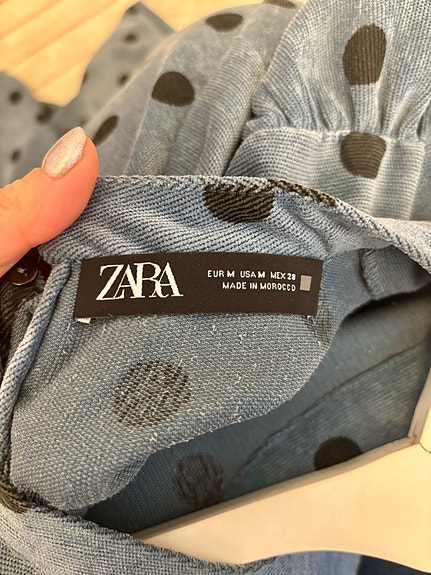 ZARA
EUR M USA M MEX 28
MADE IN MOROCCO